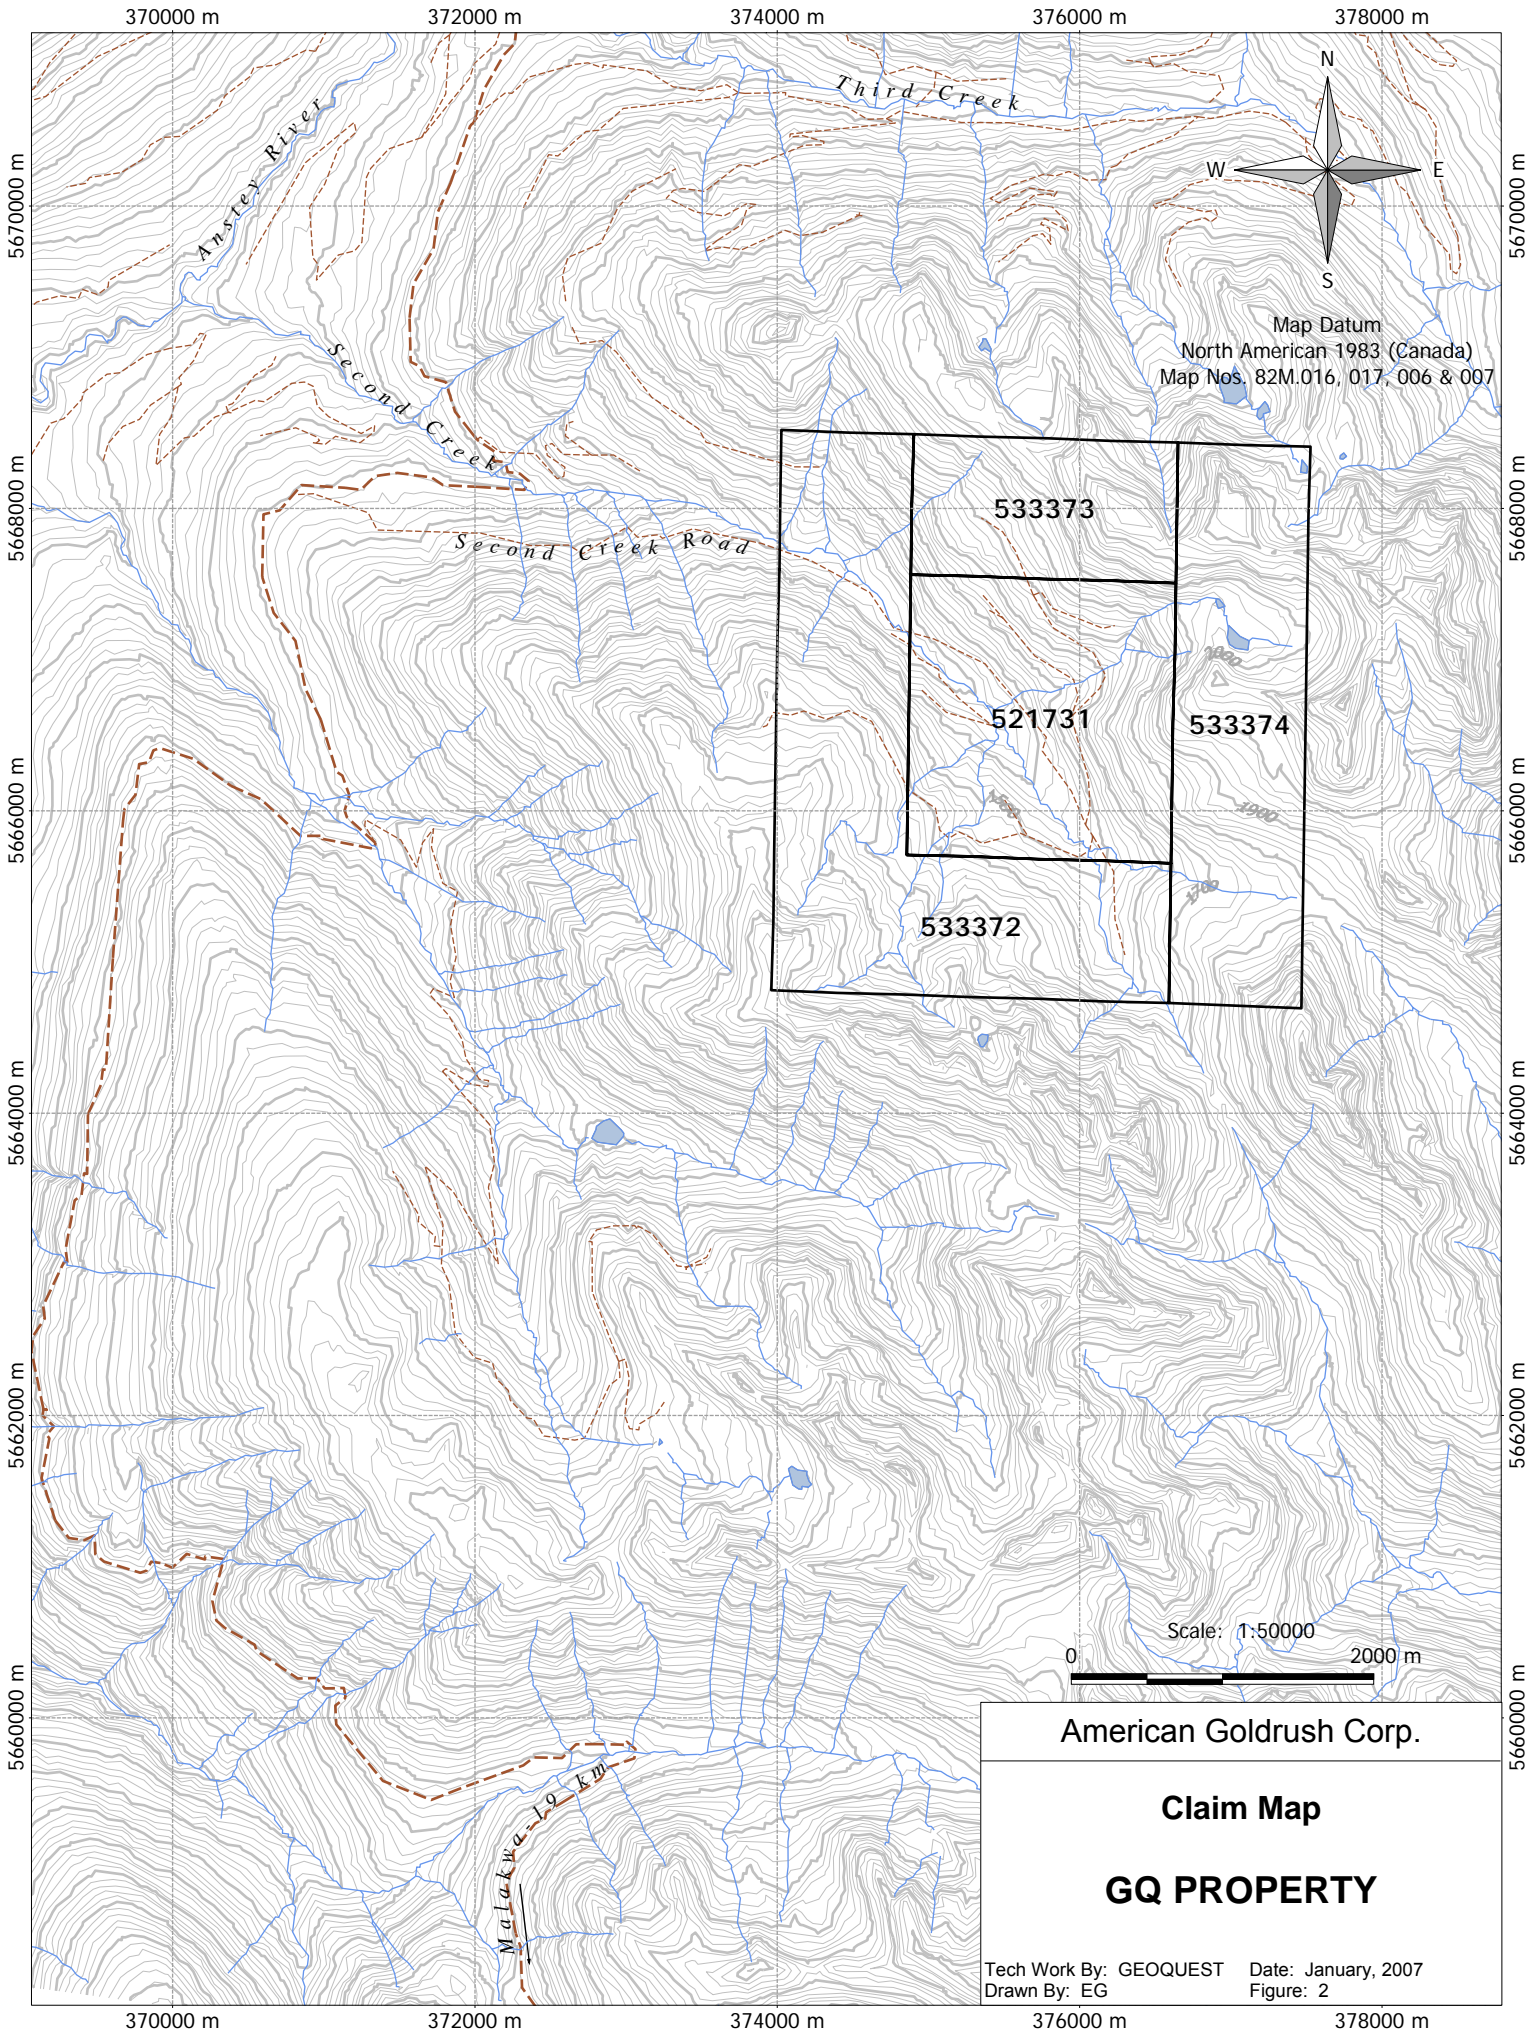 370000 m 372000 m 374000 m 376000 m 378000 m
Third Creek
N
W E
S
Anstey River
5670000 m
5670000 m
Map Datum
North American 1983 (Canada)
Map Nos. 82M.016, 017, 006 & 007
Second Creek
5668000 m
533373
5668000 m
Second Creek Road
2000
521731
533374
5666000 m
1900
5666000 m
1700
533372
5664000 m
5664000 m
5662000 m
5662000 m
Scale: 1:50000
0 2000 m
5660000 m
5660000 m
American Goldrush Corp.
Malakwa-19 km
Claim Map
GQ PROPERTY
Tech Work By: GEOQUEST Date: January, 2007
Drawn By: EG Figure: 2
370000 m 372000 m 374000 m 376000 m 378000 m